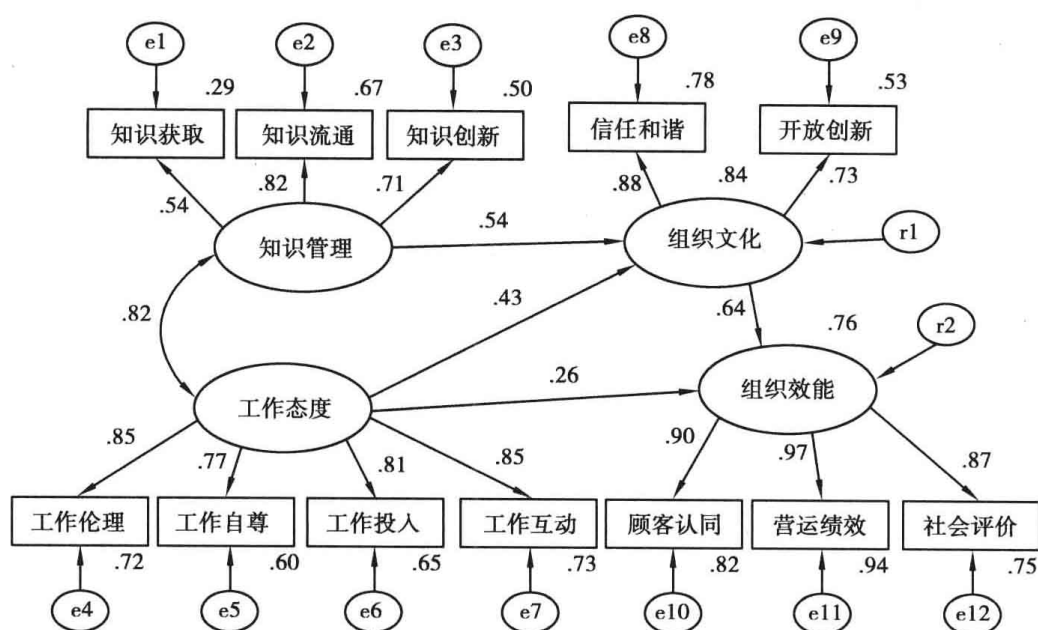 e1
e2
e3
e8
e9
.29
.67
.50
.78
.53
知识获取
知识流通
知识创新
信任和谐
开放创新
.54
.82
.71
.88
.84
.73
知识管理
.54
组织文化
r1
.82
.43
.64
.76
r2
工作态度
.26
组织效能
.85
.77
.81
.85
.90
.97
.87
工作伦理
工作自尊
工作投入
工作互动
顾客认同
营运绩效
社会评价
.72
.60
.65
.73
.82
.94
.75
e4
e5
e6
e7
e10
e11
e12